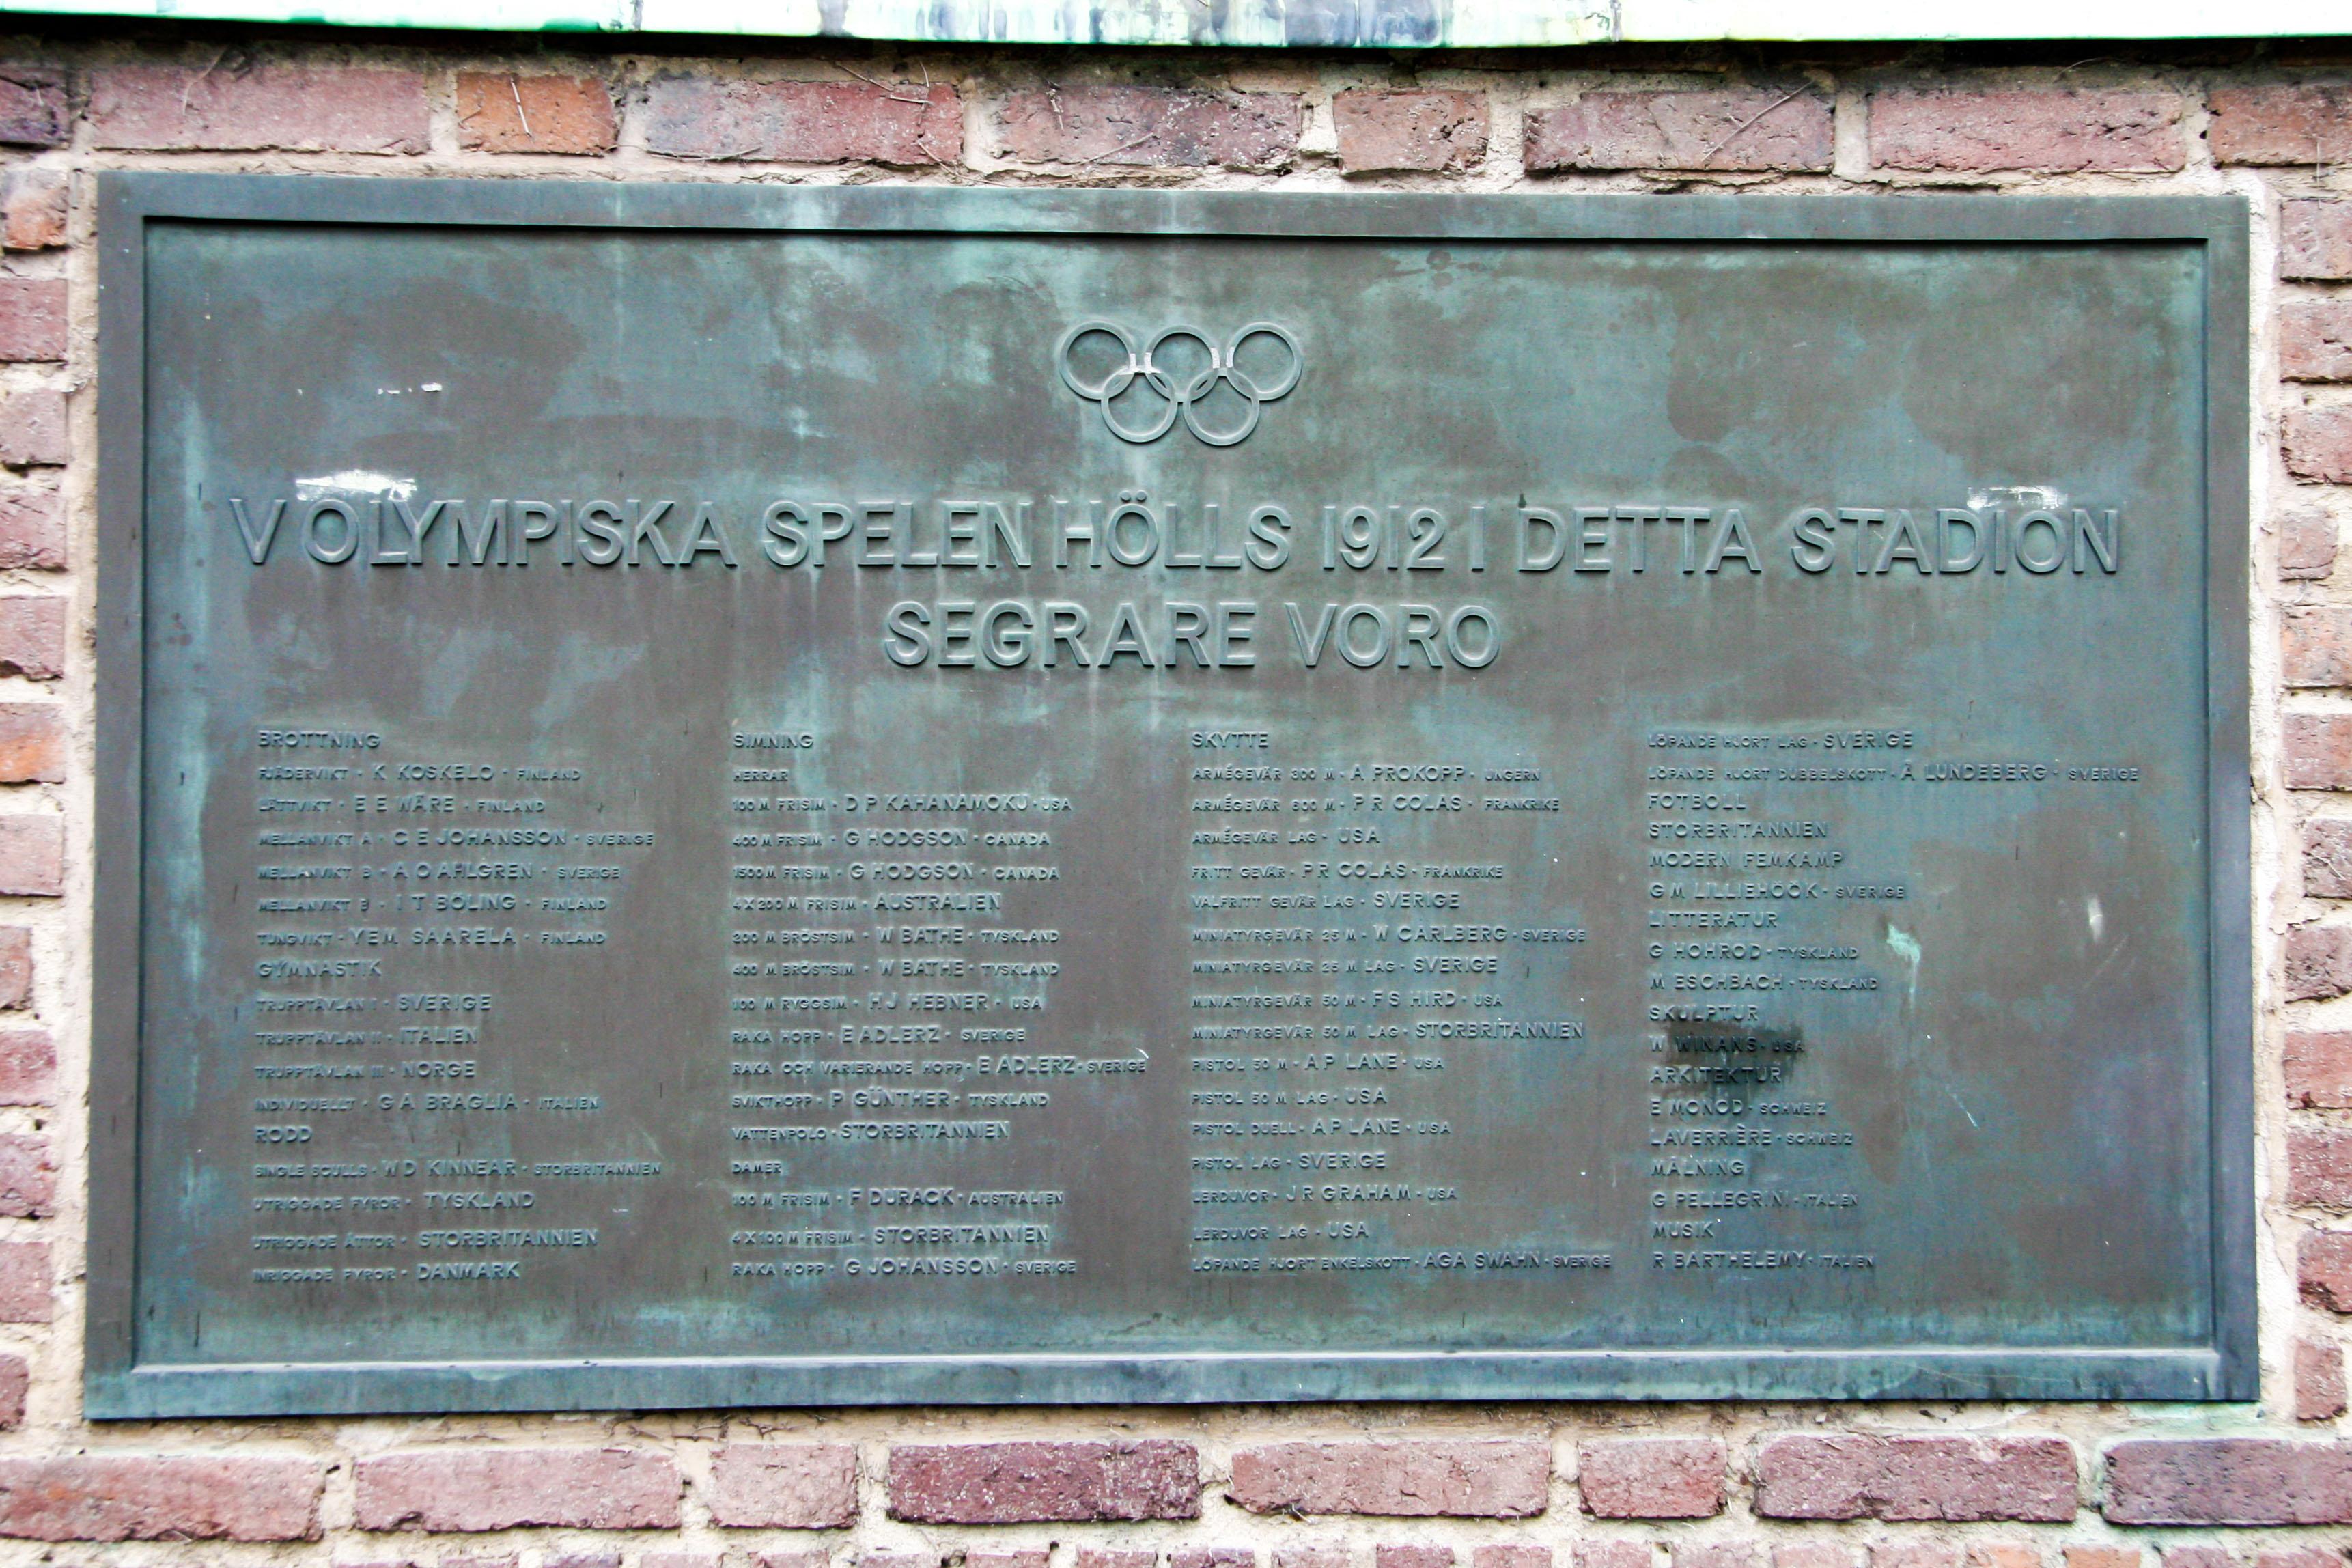 V OLYMPISKA SPELEN HÖLLS 1912 I DETTA STADION
SEGRARE VORO
BROTTNING
FJÄDERVIKT · K KOSKELO · FINLAND
LÄTTVIKT · E E WÄRE · FINLAND
MELLANVIKT A · C E JOHANSSON · SVERIGE
MELLANVIKT B · A O AHLGREN · SVERIGE
MELLANVIKT B · I T BÖLING · FINLAND
TUNGVIKT · Y E M SAARELA · FINLAND
GYMNASTIK
TRUPPTÄVLAN I · SVERIGE
TRUPPTÄVLAN II · ITALIEN
TRUPPTÄVLAN III · NORGE
INDIVIDUELLT · G A BRAGLIA · ITALIEN
RODD
SINGLE SCULLS · W D KINNEAR · STORBRITANNIEN
UTRIGGADE FYROR · TYSKLAND
UTRIGGADE ÅTTOR · STORBRITANNIEN
INRIGGADE FYROR · DANMARK
SIMNING
HERRAR
100 M FRISIM · D P KAHANAMOKU · USA
400 M FRISIM · G HODGSON · CANADA
1500 M FRISIM · G HODGSON · CANADA
4X200 M FRISIM · AUSTRALIEN
200 M BRÖSTSIM · W BATHE · TYSKLAND
400 M BRÖSTSIM · W BATHE · TYSKLAND
100 M RYGGSIM · H J HEBNER · USA
RAKA HOPP · E ADLERZ · SVERIGE
RAKA OCH VARIERANDE HOPP · E ADLERZ · SVERIGE
SVIKTHOPP · P GÜNTHER · TYSKLAND
VATTENPOLO · STORBRITANNIEN
DAMER
100 M FRISIM · F DURACK · AUSTRALIEN
4X100 M FRISIM · STORBRITANNIEN
RAKA HOPP · G JOHANSSON · SVERIGE
SKYTTE
ARMÉGEVÄR 300 M · A PROKOPP · UNGERN
ARMÉGEVÄR 600 M · P R COLAS · FRANKRIKE
ARMÉGEVÄR LAG · USA
FRITT GEVÄR · P R COLAS · FRANKRIKE
VALFRITT GEVÄR LAG · SVERIGE
MINIATYRGEVÄR 25 M · W CARLBERG · SVERIGE
MINIATYRGEVÄR 25 M LAG · SVERIGE
MINIATYRGEVÄR 50 M · F S HIRD · USA
MINIATYRGEVÄR 50 M LAG · STORBRITANNIEN
PISTOL 50 M · A P LANE · USA
PISTOL 50 M LAG · USA
PISTOL DUELL · A P LANE · USA
PISTOL LAG · SVERIGE
LERDUVOR · J R GRAHAM · USA
LERDUVOR LAG · USA
LÖPANDE HJORT ENKELSKOTT · A G A SWAHN · SVERIGE
LÖPANDE HJORT LAG · SVERIGE
LÖPANDE HJORT DUBBELSKOTT · Å LUNDEBERG · SVERIGE
FOTBOLL
STORBRITANNIEN
MODERN FEMKAMP
G M LILLIEHÖÖK · SVERIGE
LITTERATUR
G HOHROD · TYSKLAND
M ESCHBACH · TYSKLAND
SKULPTUR
W WINANS · USA
ARKITEKTUR
E MONOD · SCHWEIZ
LAVERRIÈRE · SCHWEIZ
MÅLNING
G PELLEGRINI · ITALIEN
MUSIK
R BARTHELEMY · ITALIEN